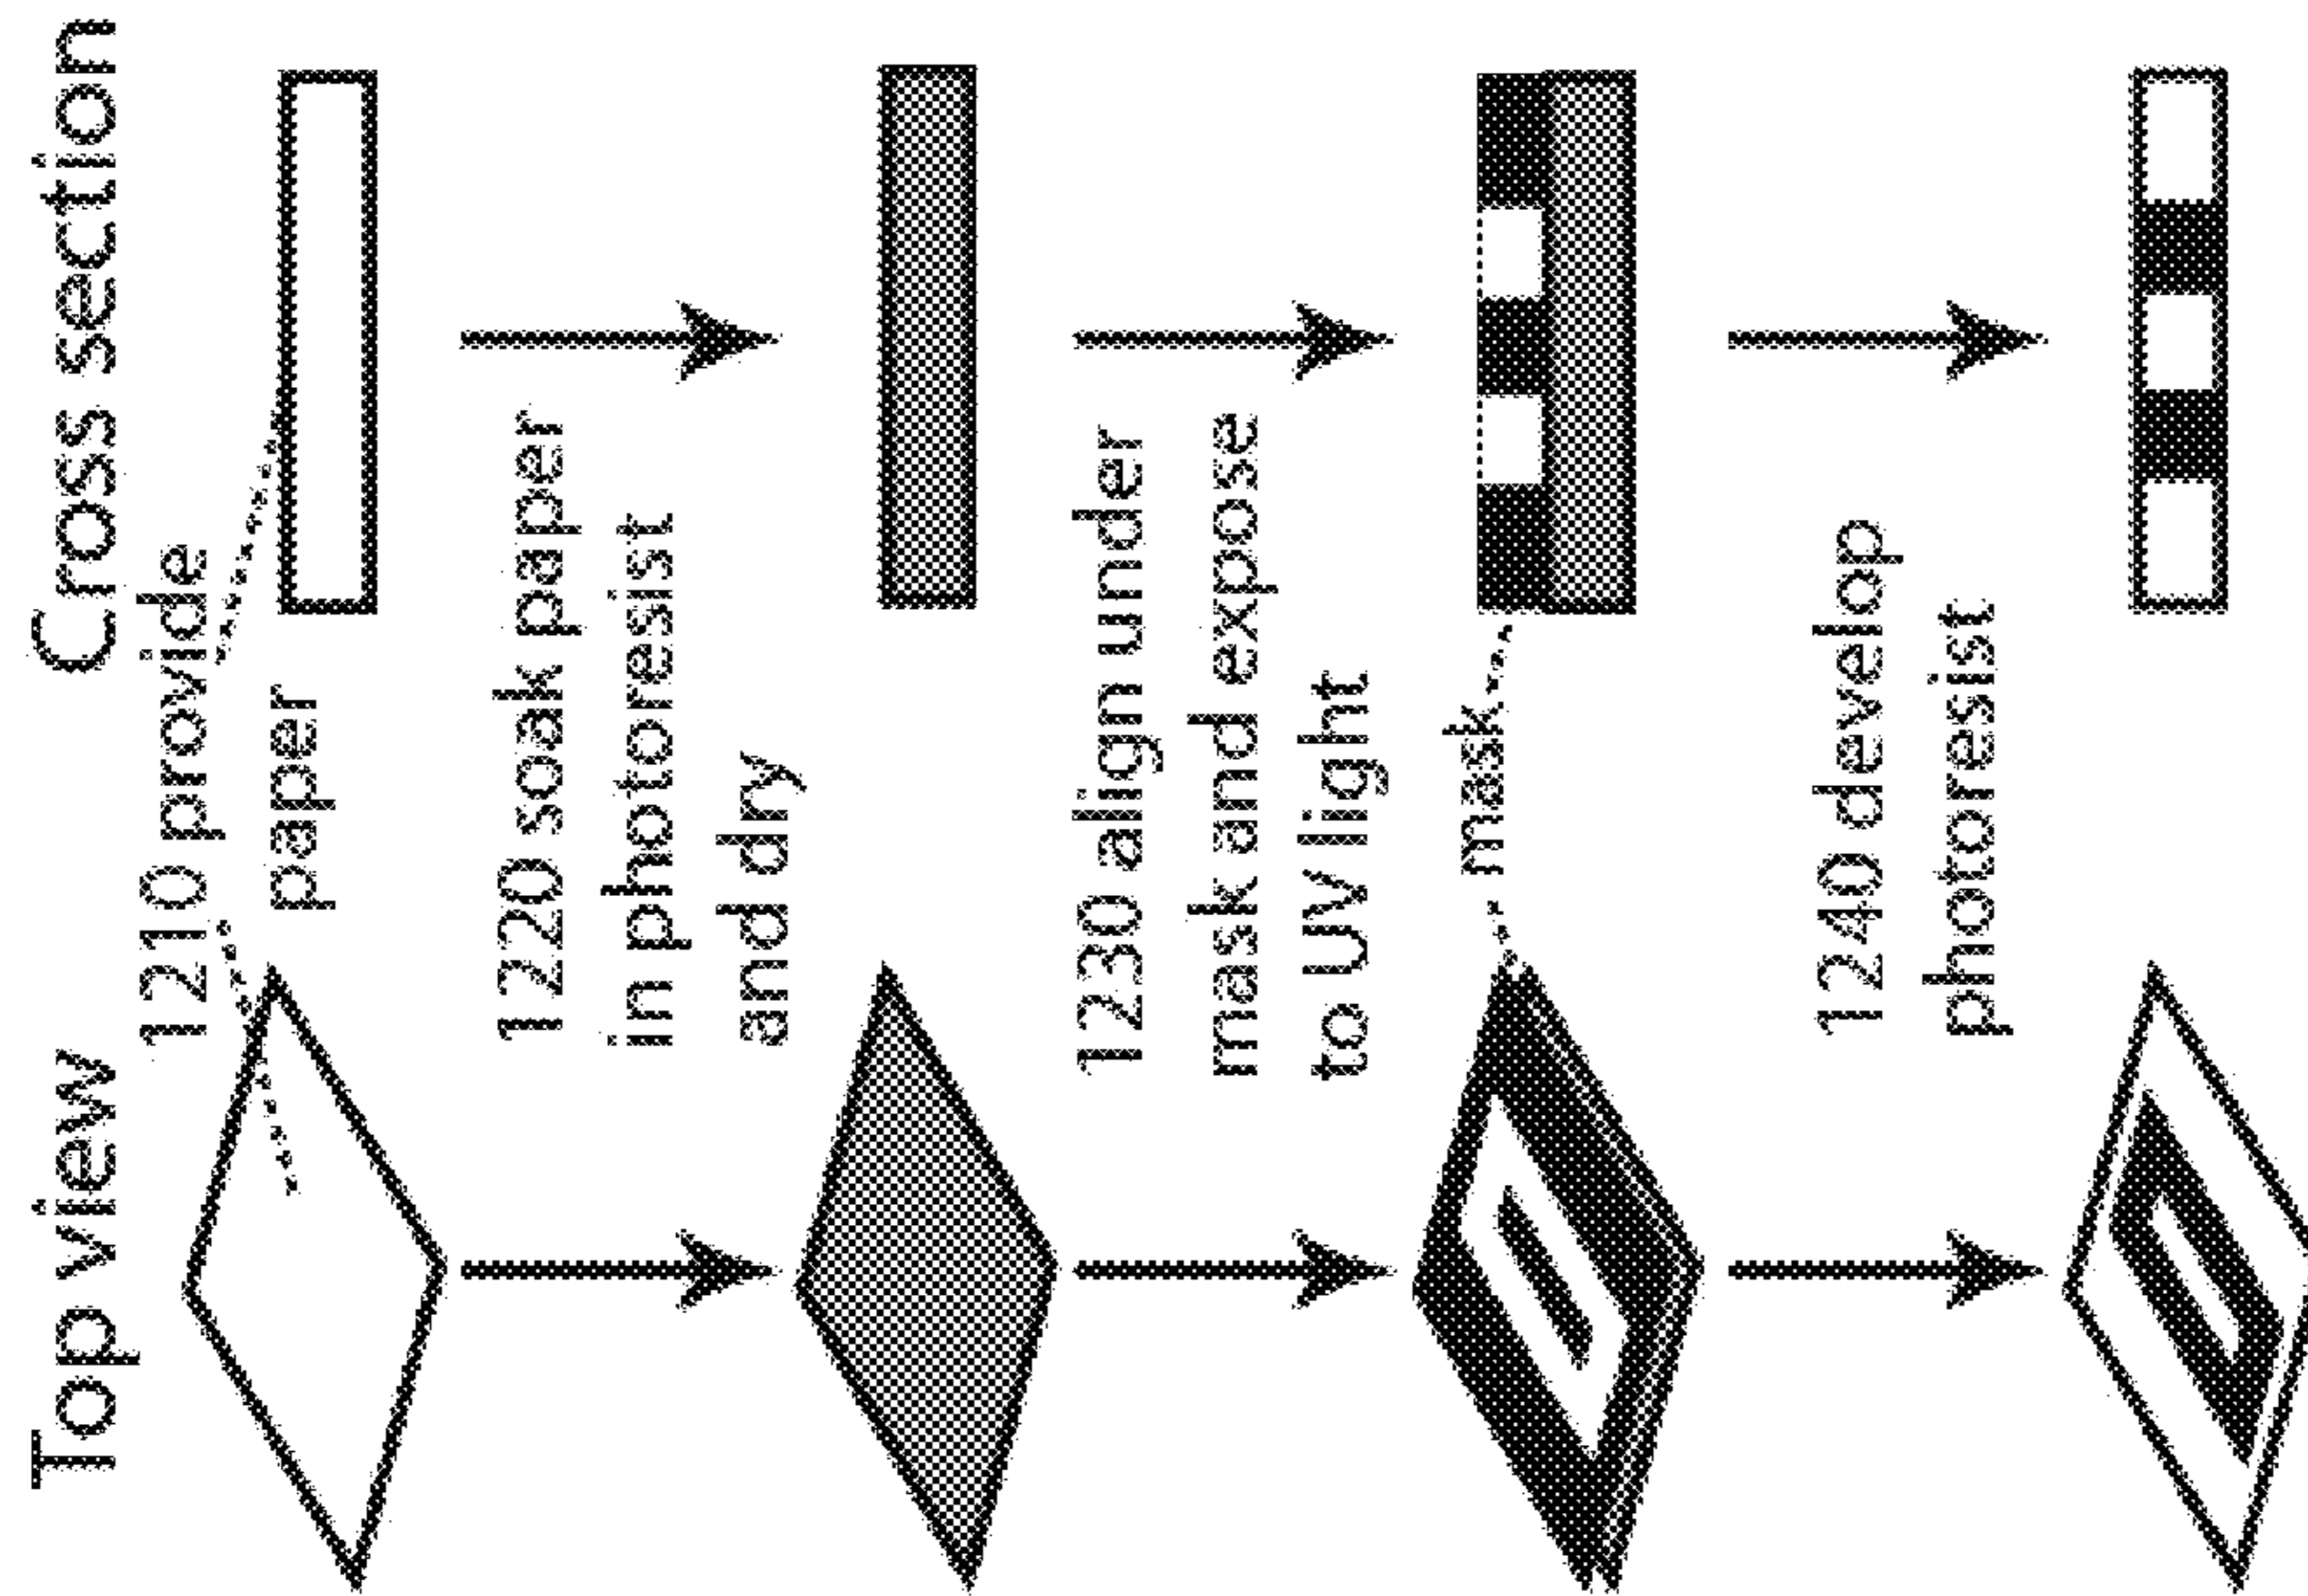 Top view
Cross section
1210 provide
paper
1220 soak paper
in photoresist
and dry
1230 align under
mask and expose
to UV light
mask
1240 develop
photoresist